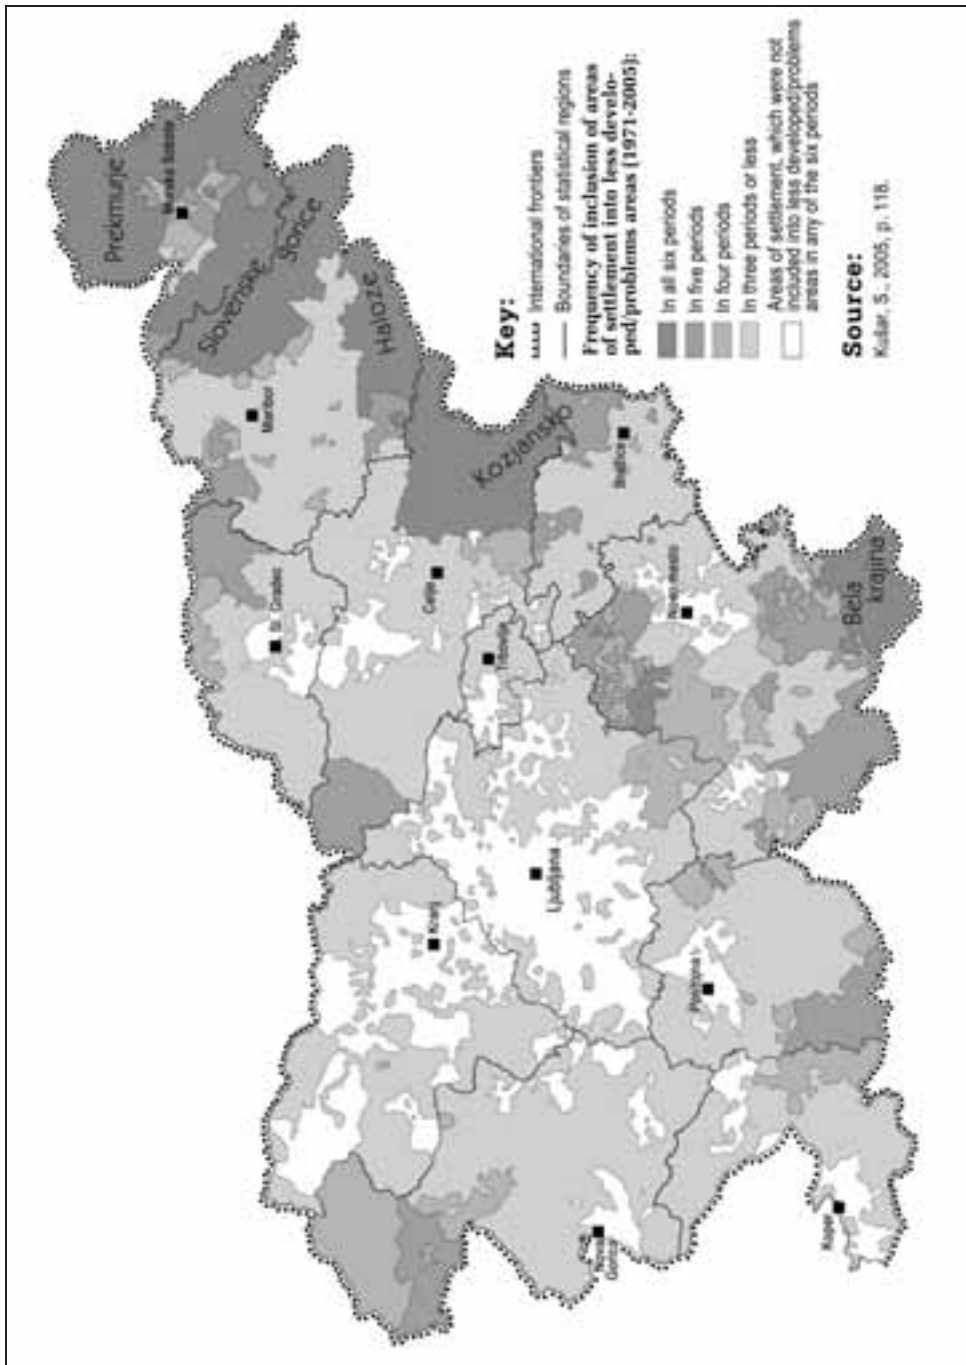 Prekmurje
Murska Sobota
Slovenske
Gorice
Haloze
Maribor
Kozjansko
Brežice
Sl. Gradec
Celje
Trbovlje
Novo mesto
Bela
krajina
Kranj
Ljubljana
Postojna
Nova
Gorica
Koper
Key:
International frontiers
Boundaries of statistical regions
Frequency of inclusion of areas
of settlement into less develo-
ped/problems areas (1971-2005):
In all six periods
In five periods
In four periods
In three periods or less
Areas of settlement, which were not
included into less developed/problems
areas in any of the six periods
Source:
Kušar, S., 2005, p. 118.